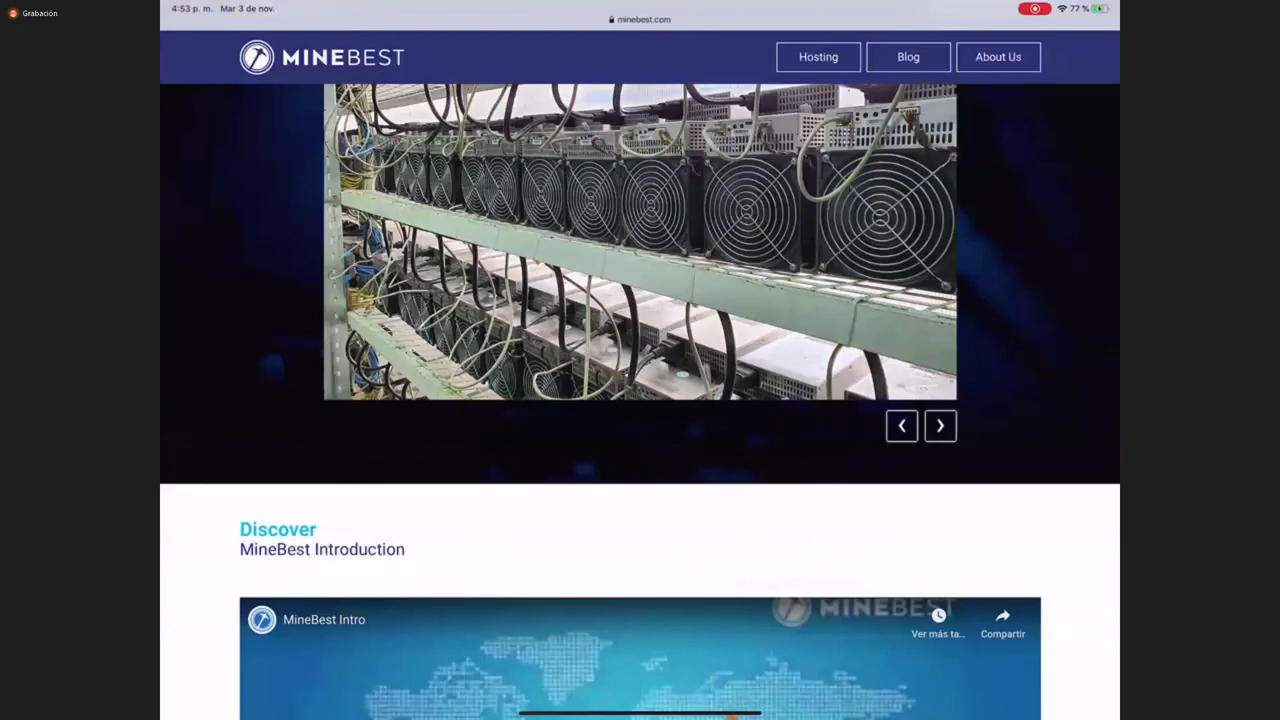 Grabación
4:53 p. m. Mar 3 de nov.
77 %
minebest.com
MINEBEST
Hosting
Blog
About Us
Discover
MineBest Introduction
MineBest Intro
MINEBEST
Ver más ta...
Compartir